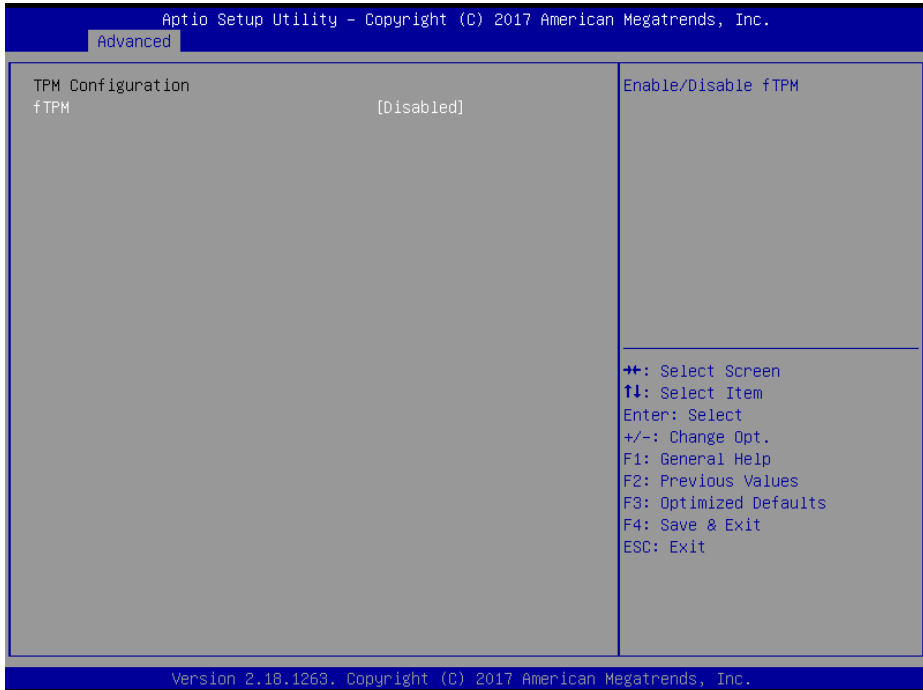 Aptio Setup Utility – Copyright (C) 2017 American Megatrends, Inc.
Advanced
TPM Configuration
fTPM [Disabled]
Enable/Disable fTPM
→←: Select Screen
↑↓: Select Item
Enter: Select
+/-: Change Opt.
F1: General Help
F2: Previous Values
F3: Optimized Defaults
F4: Save & Exit
ESC: Exit
Version 2.18.1263. Copyright (C) 2017 American Megatrends, Inc.